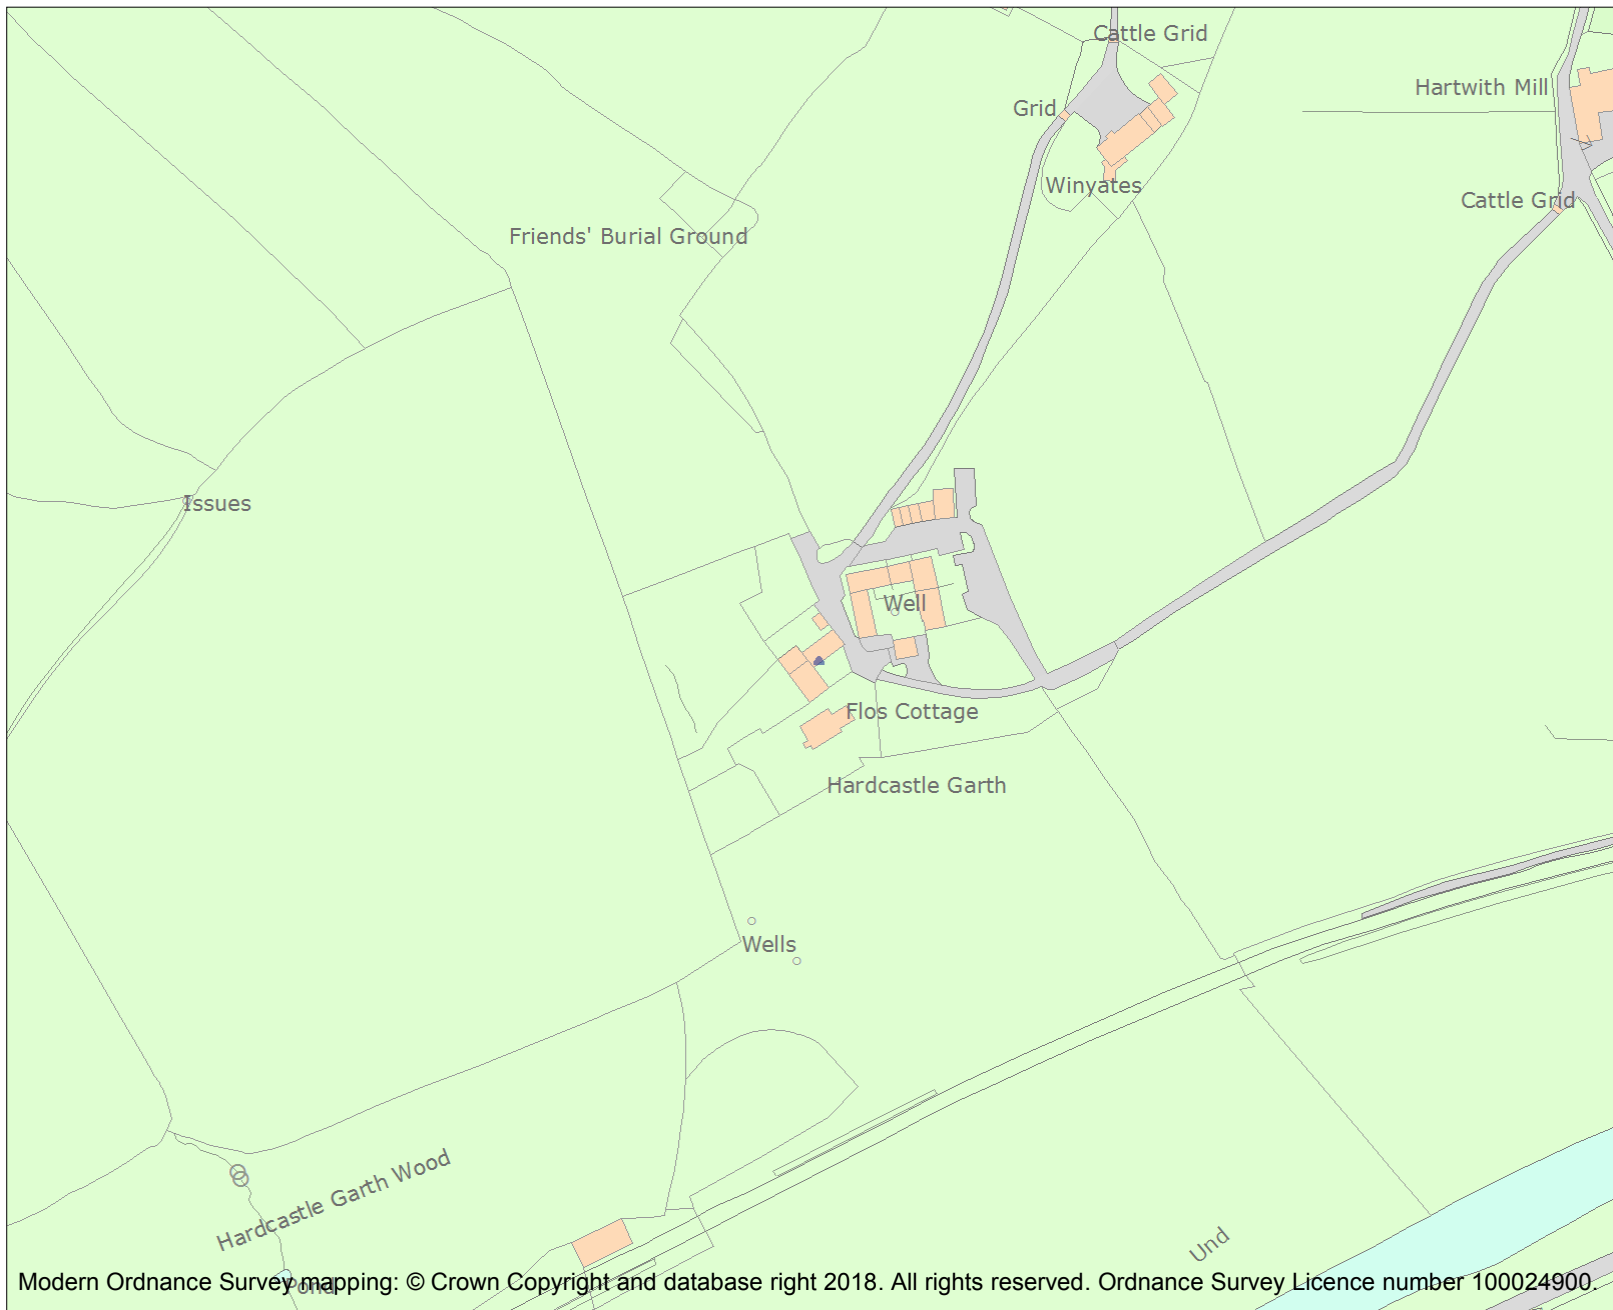 Cattle Grid
Hartwith Mill
Grid
Winyates
Cattle Grid
Friends' Burial Ground
Issues
Well
Flos Cottage
Hardcastle Garth
Wells
Hardcastle Garth Wood
Und
Pond
Modern Ordnance Survey mapping: © Crown Copyright and database right 2018. All rights reserved. Ordnance Survey Licence number 100024900.